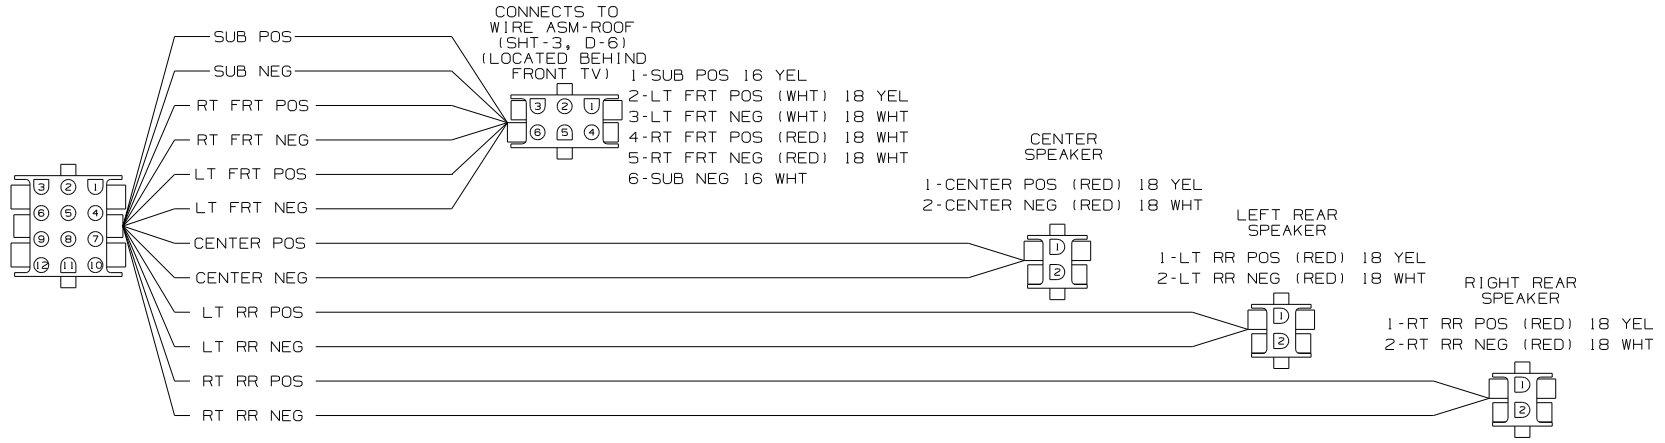 CONNECTS TO
WIRE ASM-ROOF
(SHT-3, D-6)
(LOCATED BEHIND
FRONT TV)
SUB POS
SUB NEG
RT FRT POS
RT FRT NEG
LT FRT POS
LT FRT NEG
CENTER POS
CENTER NEG
LT RR POS
LT RR NEG
RT RR POS
RT RR NEG
3 2 1
6 5 4
9 8 7
12 11 10
3 2 1
6 5 4
1-SUB POS 16 YEL
2-LT FRT POS (WHT) 18 YEL
3-LT FRT NEG (WHT) 18 WHT
4-RT FRT POS (RED) 18 WHT
5-RT FRT NEG (RED) 18 WHT
6-SUB NEG 16 WHT
CENTER
SPEAKER
1-CENTER POS (RED) 18 YEL
2-CENTER NEG (RED) 18 WHT
1
2
LEFT REAR
SPEAKER
1-LT RR POS (RED) 18 YEL
2-LT RR NEG (RED) 18 WHT
1
2
RIGHT REAR
SPEAKER
1-RT RR POS (RED) 18 YEL
2-RT RR NEG (RED) 18 WHT
1
2